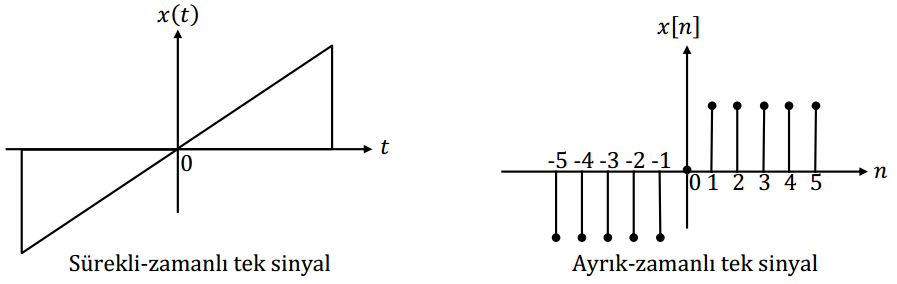 x(t)
t
0
Sürekli-zamanlı tek sinyal
x[n]
-5 -4 -3 -2 -1
0 1 2 3 4 5
n
Ayrık-zamanlı tek sinyal